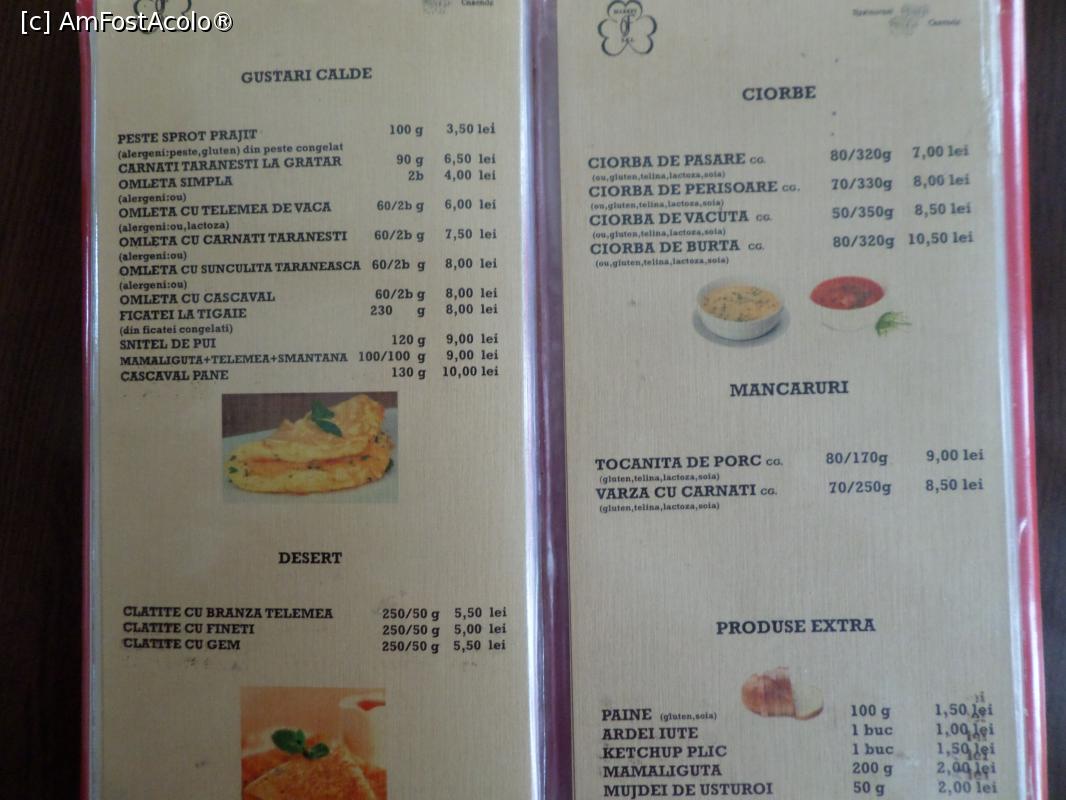 [c] AmFostAcolo®
GUSTARI CALDE
PESTE SPROT PRAJIT 100 g 3,50 lei
(alergeni:peste,gluten) din peste congelat
CARNATI TARANESTI LA GRATAR 90 g 6,50 lei
OMLETA SIMPLA 2b 4,00 lei
(alergeni:ou)
OMLETA CU TELEMEA DE VACA 60/2b g 6,00 lei
(alergeni:ou,lactoza)
OMLETA CU CARNATI TARANESTI 60/2b g 7,50 lei
(alergeni:ou)
OMLETA CU SUNCULITA TARANEASCA 60/2b g 8,00 lei
(alergeni:ou)
OMLETA CU CASCAVAL 60/2b g 8,00 lei
FICATEI LA TIGAIE 230 g 8,00 lei
(din ficatei congelati)
SNITEL DE PUI 120 g 9,00 lei
MAMALIGUTA+TELEMEA+SMANTANA 100/100 g 9,00 lei
CASCAVAL PANE 130 g 10,00 lei
DESERT
CLATITE CU BRANZA TELEMEA 250/50 g 5,50 lei
CLATITE CU FINETI 250/50 g 5,00 lei
CLATITE CU GEM 250/50 g 5,50 lei
Restaurant
CIORBE
CIORBA DE PASARE CG. 80/320g 7,00 lei
(ou,gluten,telina,lactoza,soia)
CIORBA DE PERISOARE CG. 70/330g 8,00 lei
(ou,gluten,telina,lactoza,soia)
CIORBA DE VACUTA CG. 50/350g 8,50 lei
(ou,gluten,telina,lactoza,soia)
CIORBA DE BURTA CG. 80/320g 10,50 lei
(ou,gluten,telina,lactoza,soia)
MANCARURI
TOCANITA DE PORC CG. 80/170g 9,00 lei
(gluten,telina,lactoza,soia)
VARZA CU CARNATI CG. 70/250g 8,50 lei
(gluten,telina,lactoza,soia)
PRODUSE EXTRA
PAINE (gluten,soia) 100 g 1,50 lei
ARDEI IUTE 1 buc 1,00 lei
KETCHUP PLIC 1 buc 1,50 lei
MAMALIGUTA 200 g 2,00 lei
MUJDEI DE USTUROI 50 g 2,00 lei